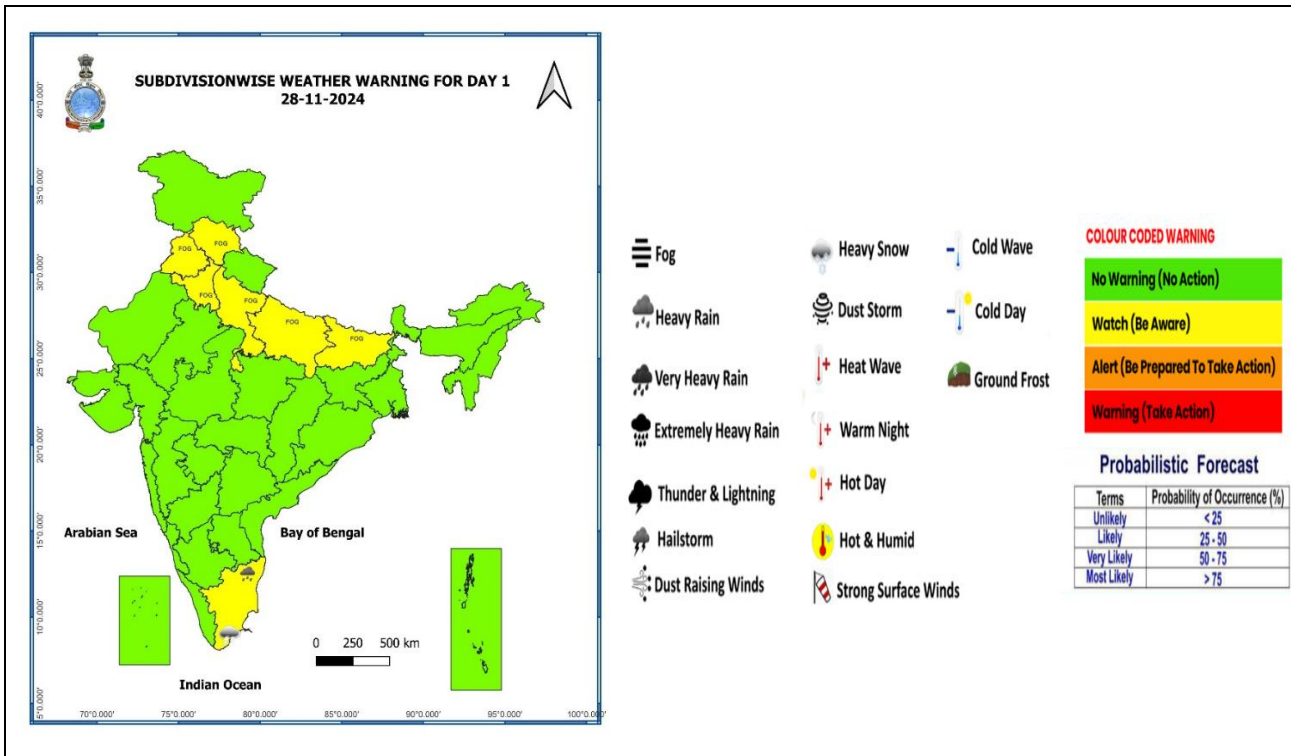 SUBDIVISIONWISE WEATHER WARNING FOR DAY 1
28-11-2024
40°0.000'
35°0.000'
30°0.000'
25°0.000'
20°0.000'
15°0.000'
10°0.000'
5°0.000'
FOG
FOG
FOG
FOG
FOG
FOG
Arabian Sea
Bay of Bengal
0 250 500 km
Indian Ocean
70°0.000' 75°0.000' 80°0.000' 85°0.000' 90°0.000' 95°0.000' 100°0.000'
Fog
Heavy Rain
Very Heavy Rain
Extremely Heavy Rain
Thunder & Lightning
Hailstorm
Dust Raising Winds
Heavy Snow
Dust Storm
Heat Wave
Warm Night
Hot Day
Hot & Humid
Strong Surface Winds
Cold Wave
Cold Day
Ground Frost
COLOUR CODED WARNING
No Warning (No Action)
Watch (Be Aware)
Alert (Be Prepared To Take Action)
Warning (Take Action)
Probabilistic Forecast
Terms Probability of Occurrence (%)
Unlikely < 25
Likely 25 - 50
Very Likely 50 - 75
Most Likely > 75